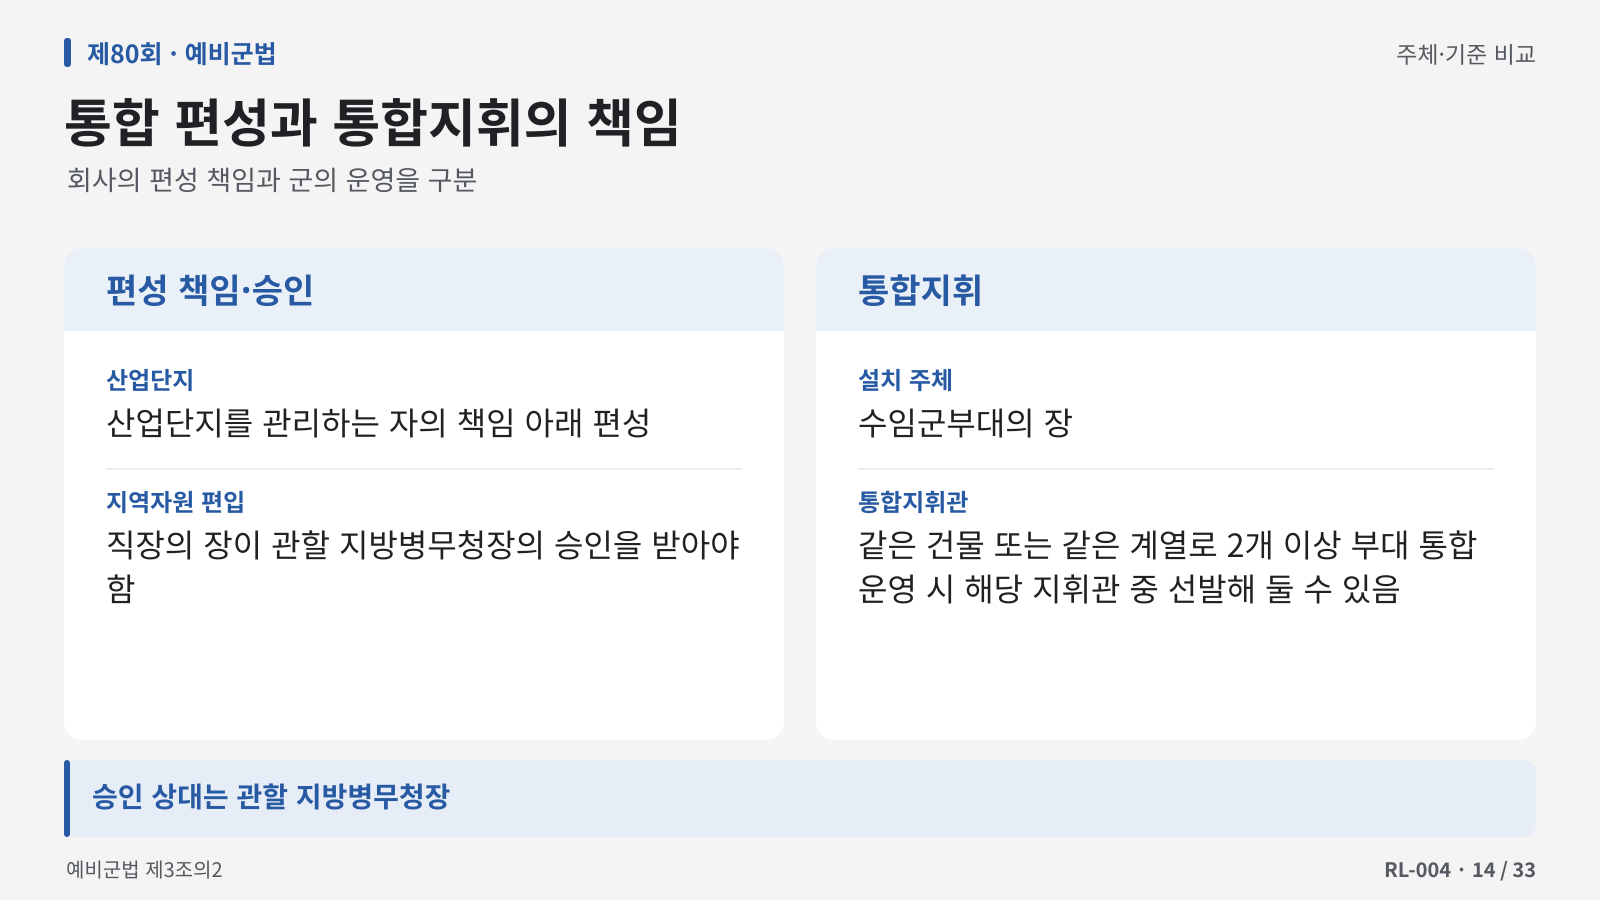 제80회 · 예비군법
주체·기준 비교
통합 편성과 통합지휘의 책임
회사의 편성 책임과 군의 운영을 구분
편성 책임·승인
산업단지
산업단지를 관리하는 자의 책임 아래 편성
지역자원 편입
직장의 장이 관할 지방병무청장의 승인을 받아야
함
통합지휘
설치 주체
수임군부대의 장
통합지휘관
같은 건물 또는 같은 계열로 2개 이상 부대 통합
운영 시 해당 지휘관 중 선발해 둘 수 있음
승인 상대는 관할 지방병무청장
예비군법 제3조의2
RL-004 · 14 / 33